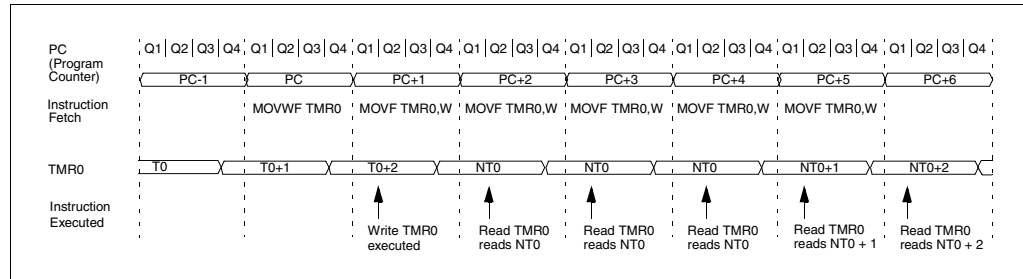 PC
(Program
Counter)
Q1 Q2 Q3 Q4 Q1 Q2 Q3 Q4 Q1 Q2 Q3 Q4 Q1 Q2 Q3 Q4 Q1 Q2 Q3 Q4 Q1 Q2 Q3 Q4 Q1 Q2 Q3 Q4 Q1 Q2 Q3 Q4
PC-1 PC PC+1 PC+2 PC+3 PC+4 PC+5 PC+6
Instruction
Fetch
MOVWF TMR0 MOVF TMR0,W MOVF TMR0,W MOVF TMR0,W MOVF TMR0,W MOVF TMR0,W
TMR0
T0 T0+1 T0+2 NT0 NT0 NT0 NT0+1 NT0+2
Instruction
Executed
Write TMR0
executed
Read TMR0
reads NT0
Read TMR0
reads NT0
Read TMR0
reads NT0
Read TMR0
reads NT0 + 1
Read TMR0
reads NT0 + 2